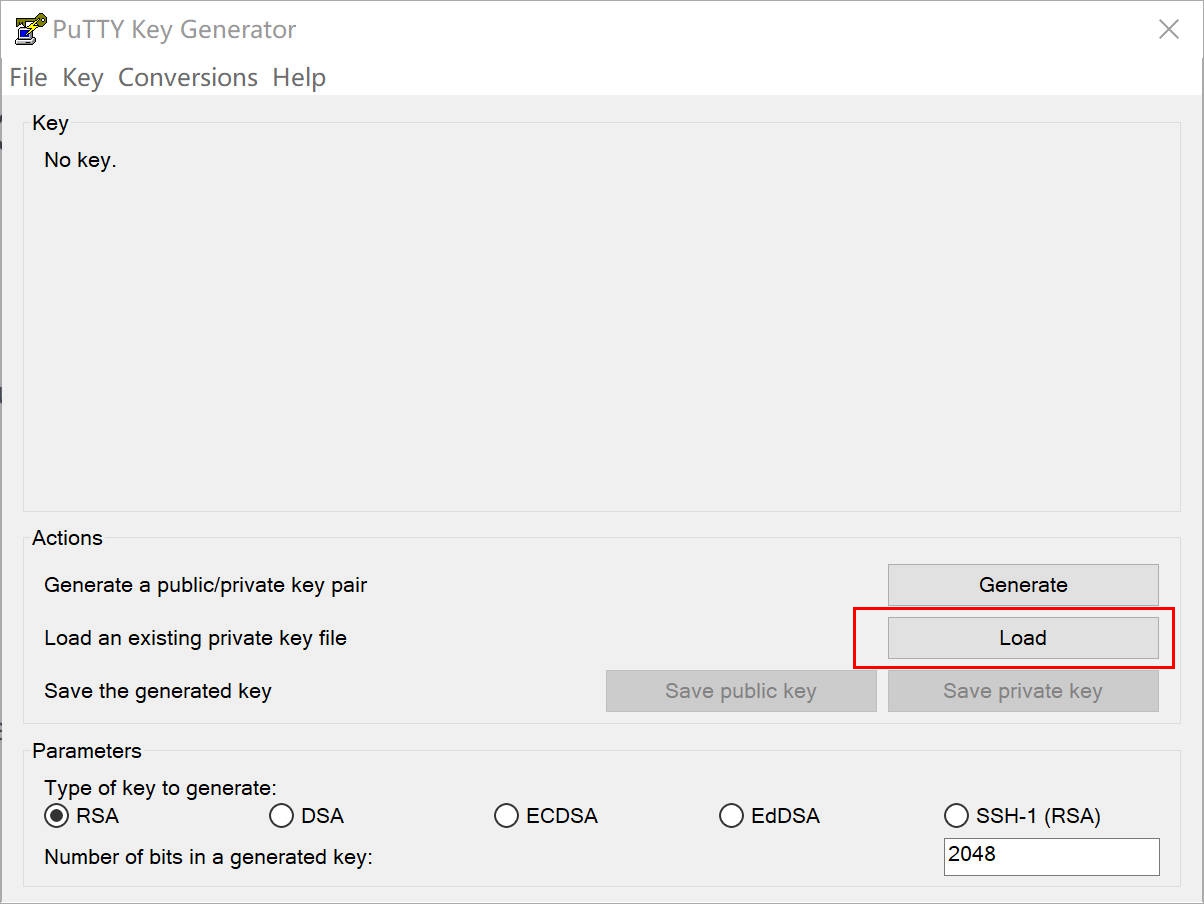 PuTTY Key Generator
File Key Conversions Help
Key
No key.
Actions
Generate a public/private key pair
Generate
Load an existing private key file
Load
Save the generated key
Save public key
Save private key
Parameters
Type of key to generate:
RSA DSA ECDSA EdDSA SSH-1 (RSA)
Number of bits in a generated key:
2048